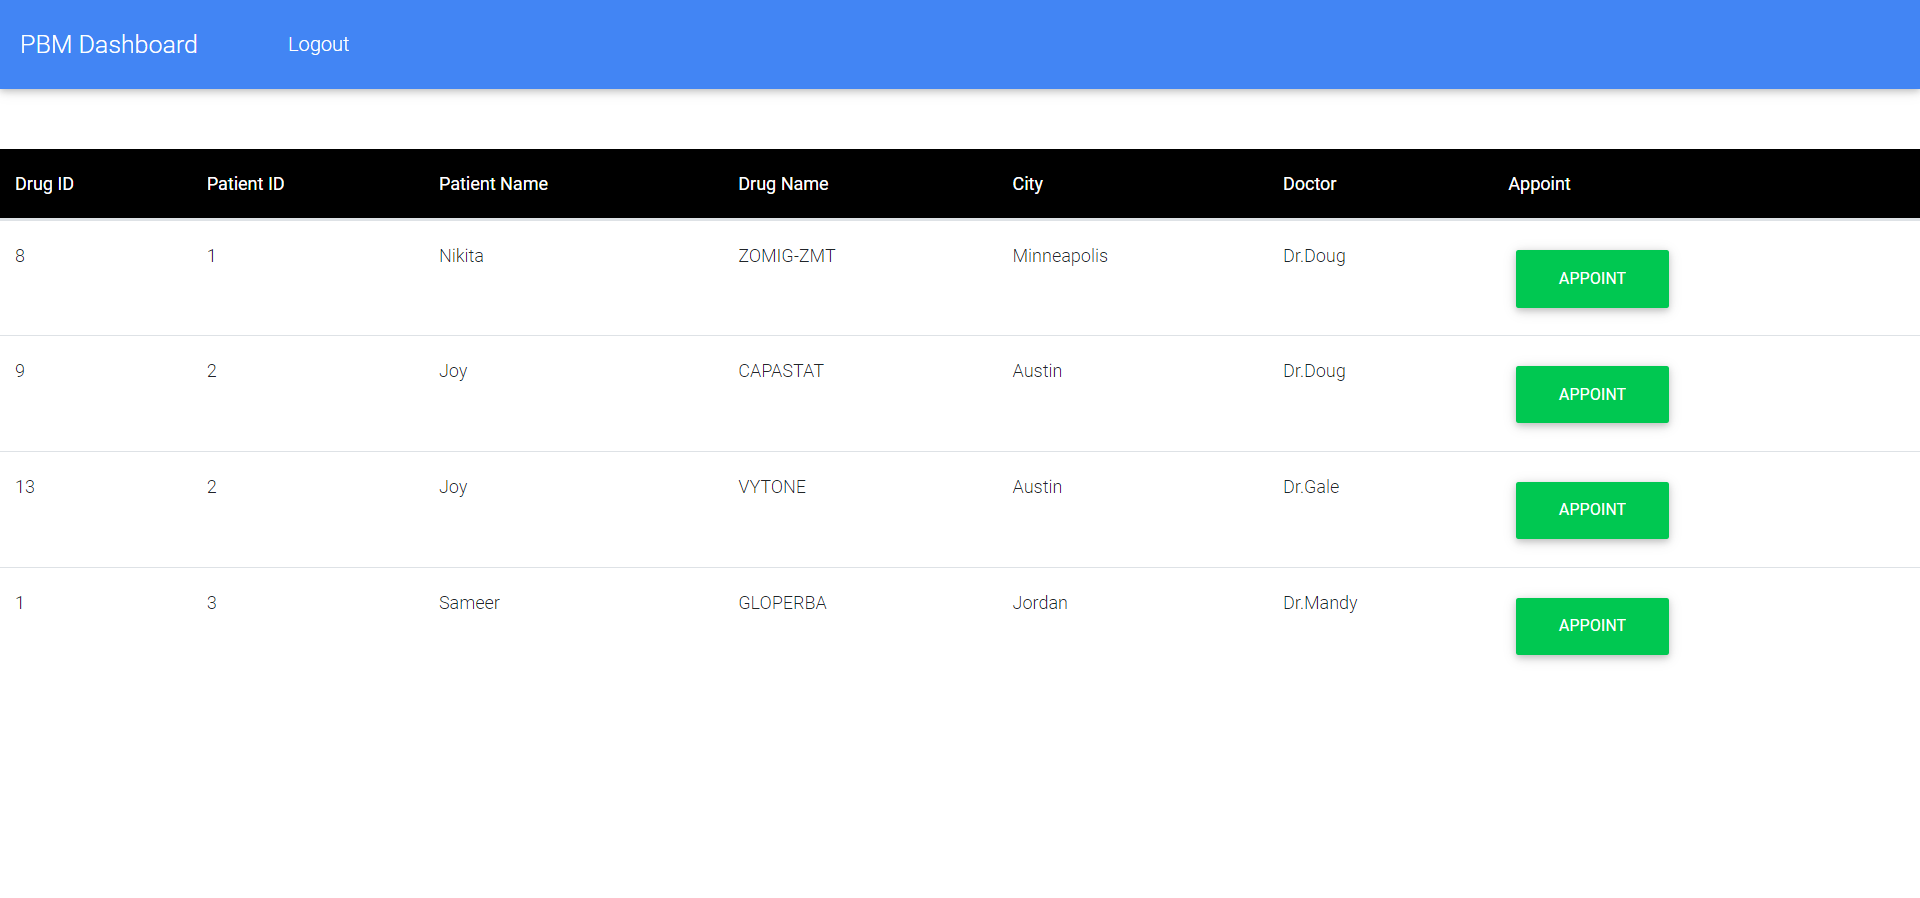 PBM Dashboard Logout
Drug ID Patient ID Patient Name Drug Name City Doctor Appoint
8 1 Nikita ZOMIG-ZMT Minneapolis Dr.Doug APPOINT
9 2 Joy CAPASTAT Austin Dr.Doug APPOINT
13 2 Joy VYTONE Austin Dr.Gale APPOINT
1 3 Sameer GLOPERBA Jordan Dr.Mandy APPOINT